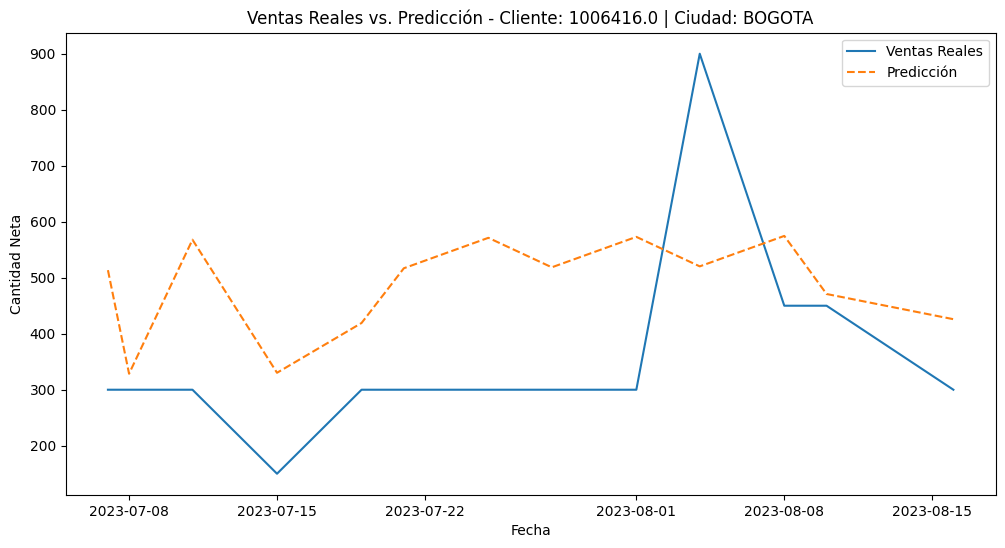 Ventas Reales vs. Predicción - Cliente: 1006416.0 | Ciudad: BOGOTA
Ventas Reales
Predicción
Cantidad Neta
900
800
700
600
500
400
300
200
2023-07-08
2023-07-15
2023-07-22
2023-08-01
2023-08-08
2023-08-15
Fecha